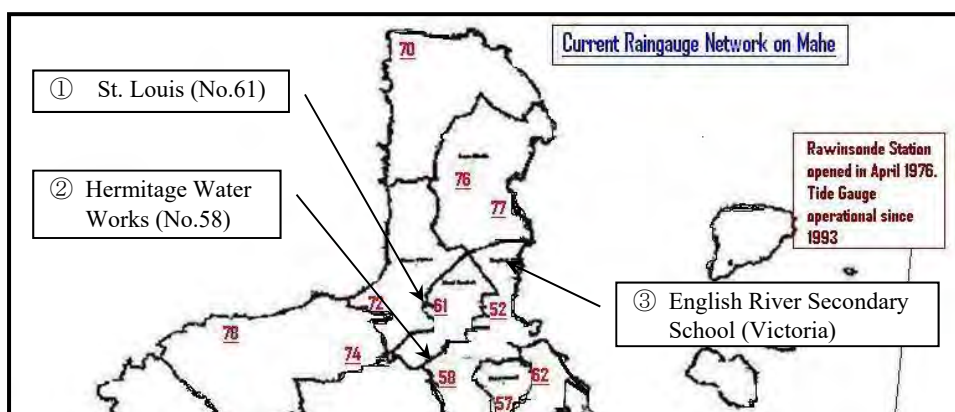 Current Raingauge Network on Mahe
70
① St. Louis (No.61)
Rawinsonde Station
opened in April 1976.
Tide Gauge
operational since
1993
② Hermitage Water
Works (No.58)
76
77
③ English River Secondary
School (Victoria)
72
61
52
78
74
58
62
57